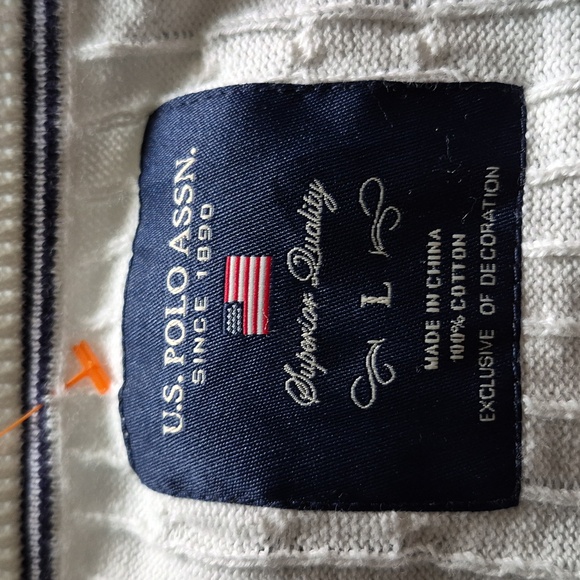 U.S. POLO ASSN.
SINCE 1890
Superior Quality
L
MADE IN CHINA
100% COTTON
EXCLUSIVE OF DECORATION